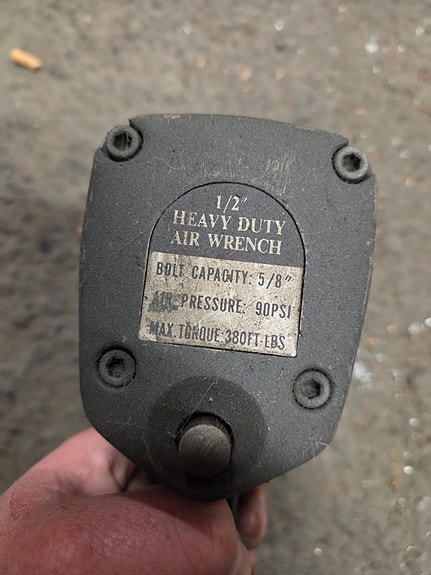 1/2"
HEAVY DUTY
AIR WRENCH
BOLT CAPACITY: 5/8"
AIR PRESSURE: 90PSI
MAX.TORQUE:380FT-LBS